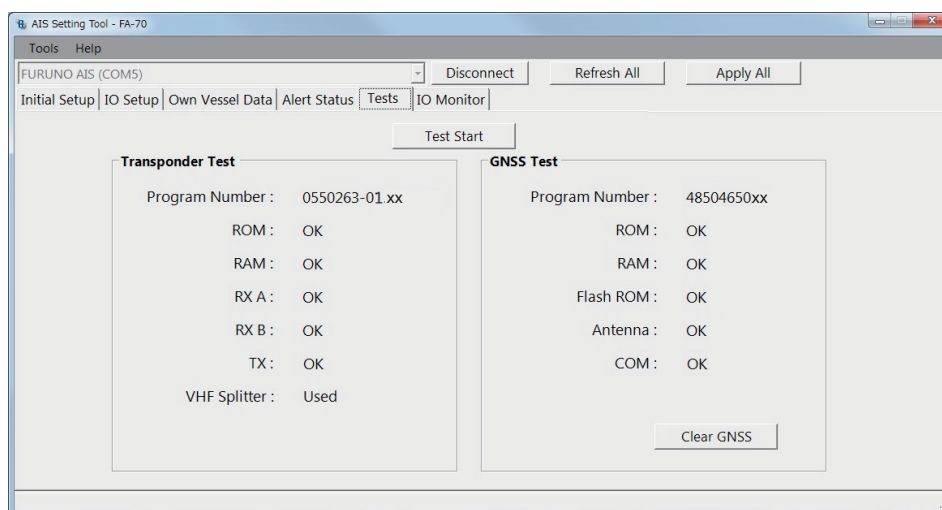 AIS Setting Tool - FA-70
Tools Help
FURUNO AIS (COM5) Disconnect Refresh All Apply All
Initial Setup IO Setup Own Vessel Data Alert Status Tests IO Monitor
Test Start
Transponder Test
Program Number : 0550263-01.xx
ROM : OK
RAM : OK
RX A : OK
RX B : OK
TX : OK
VHF Splitter : Used
GNSS Test
Program Number : 48504650xx
ROM : OK
RAM : OK
Flash ROM : OK
Antenna : OK
COM : OK
Clear GNSS